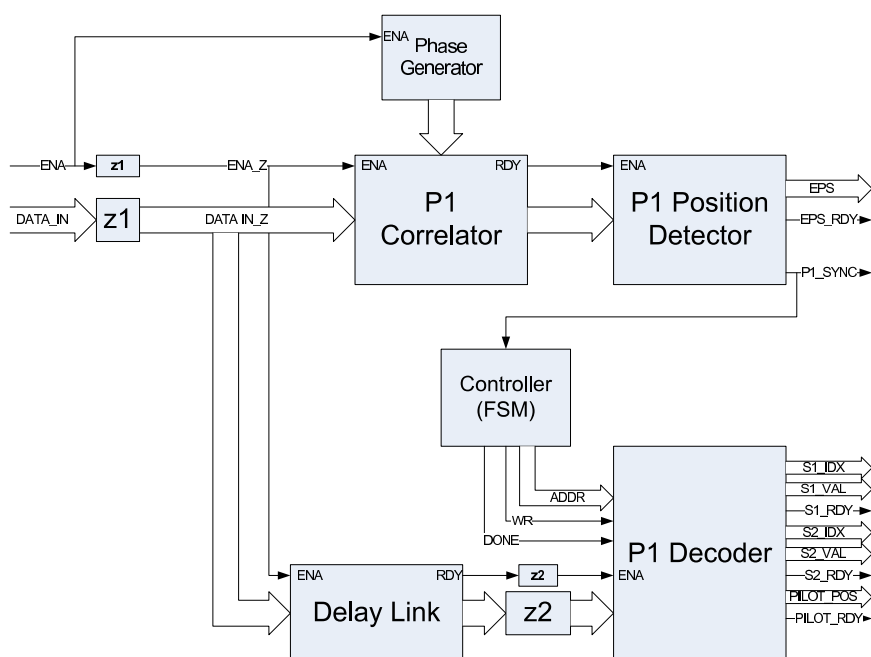 ENA
Phase
Generator
ENA
z1
ENA_Z
ENA
RDY
ENA
P1
Correlator
P1 Position
Detector
DATA_IN
z1
DATA IN_Z
EPS
EPS_RDY
P1_SYNC
Controller
(FSM)
ADDR
WR
DONE
P1 Decoder
ENA
S1_IDX
S1_VAL
S1_RDY
S2_IDX
S2_VAL
S2_RDY
PILOT_POS
PILOT_RDY
ENA
RDY
z2
Delay Link
z2